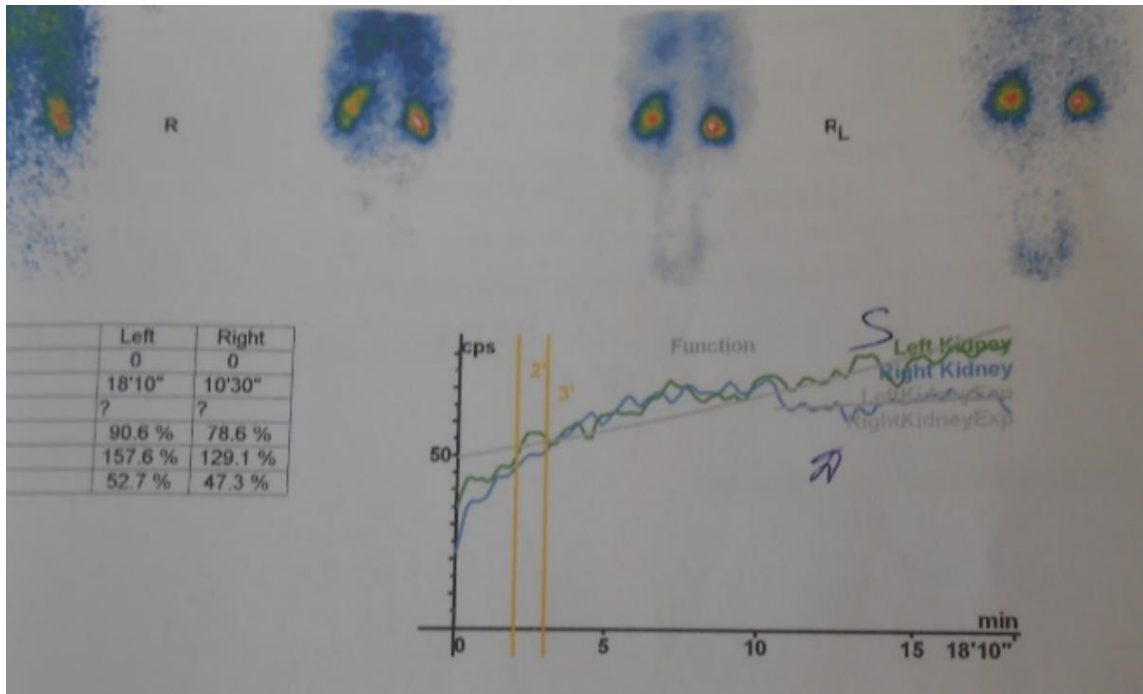 R
R L
Left Right
0 0
18'10" 10'30"
? ?
90.6 % 78.6 %
157.6 % 129.1 %
52.7 % 47.3 %
cps
Function
S
2'
3'
Left Kidney
Right Kidney
LeftKidneyExp
RightKidneyExp
50
0
5
10
15
18'10"
min